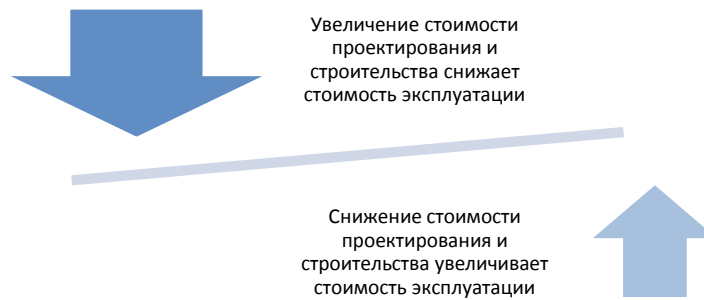 Увеличение стоимости
проектирования и
строительства снижает
стоимость эксплуатации
Снижение стоимости
проектирования и
строительства увеличивает
стоимость эксплуатации